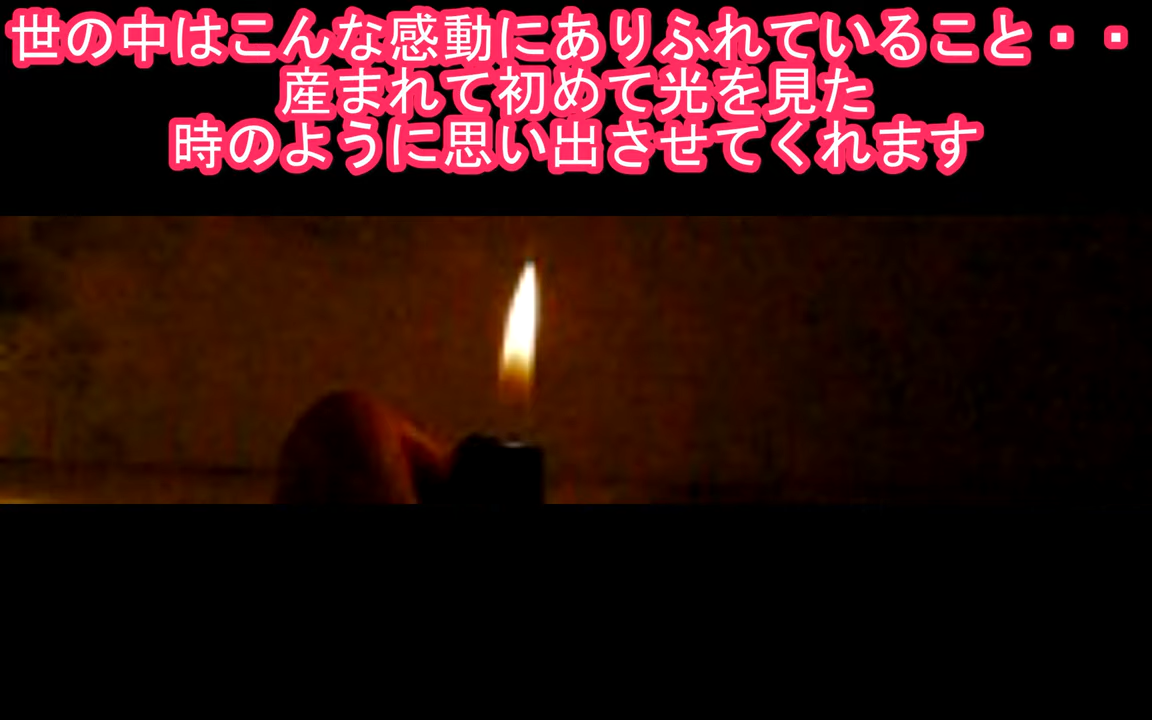 世の中はこんな感動にありふれていること・・
産まれて初めて光を見た
時のように思い出させてくれます